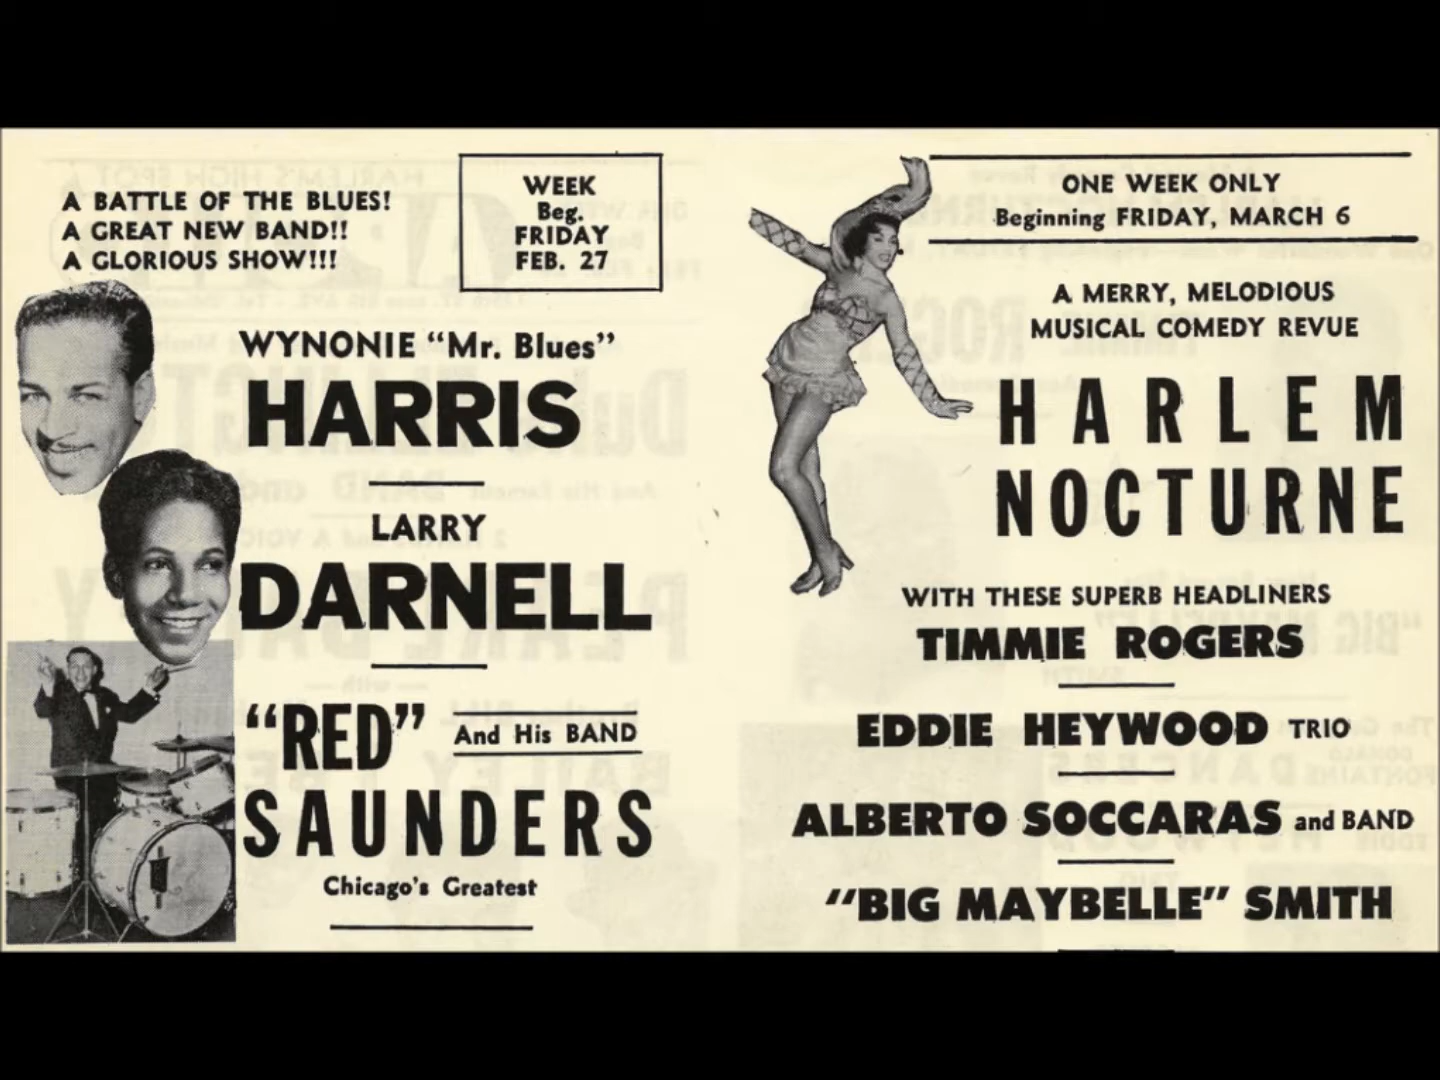 A BATTLE OF THE BLUES!
A GREAT NEW BAND!!
A GLORIOUS SHOW!!!
WEEK
Beg.
FRIDAY
FEB. 27
WYNONIE "Mr. Blues"
HARRIS
LARRY
DARNELL
"RED" And His BAND
SAUNDERS
Chicago's Greatest
ONE WEEK ONLY
Beginning FRIDAY, MARCH 6
A MERRY, MELODIOUS
MUSICAL COMEDY REVUE
HARLEM
NOCTURNE
WITH THESE SUPERB HEADLINERS
TIMMIE ROGERS
EDDIE HEYWOOD TRIO
ALBERTO SOCCARAS and BAND
"BIG MAYBELLE" SMITH